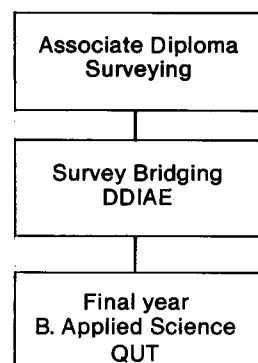 Associate Diploma
Surveying
Survey Bridging
DDIAE
Final year
B. Applied Science
QUT